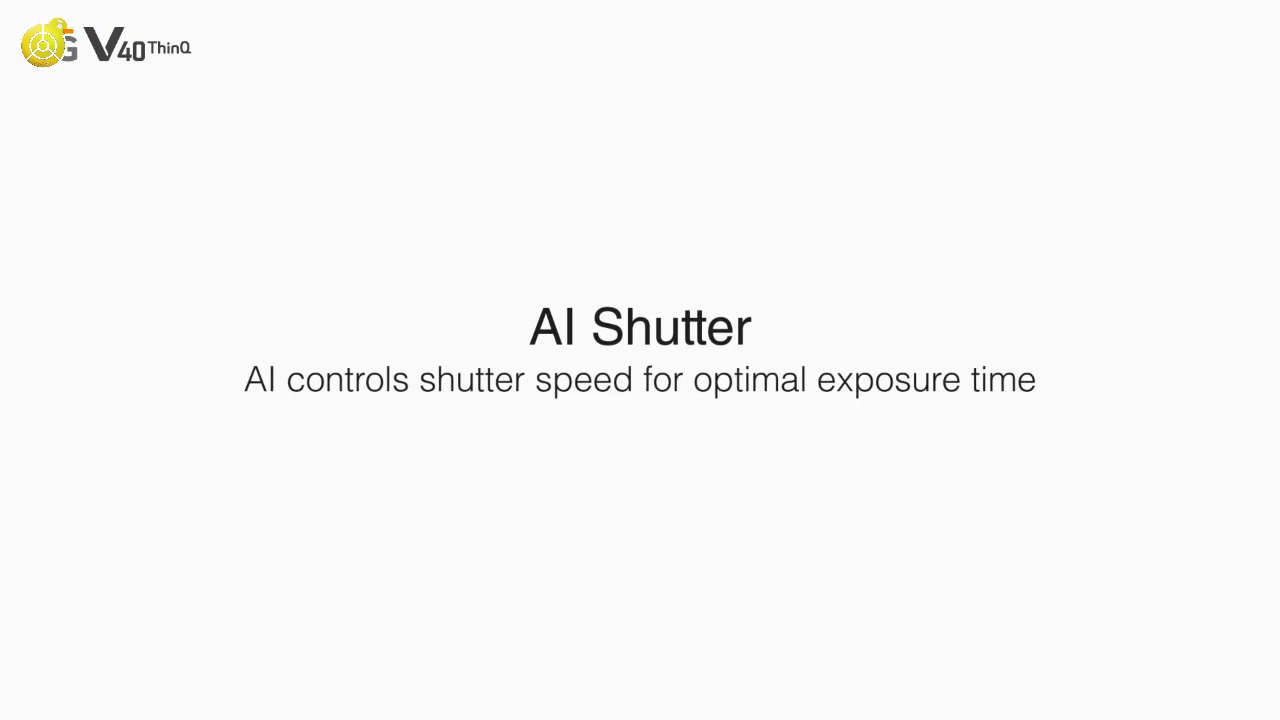 G V40 ThinQ
AI Shutter
AI controls shutter speed for optimal exposure time